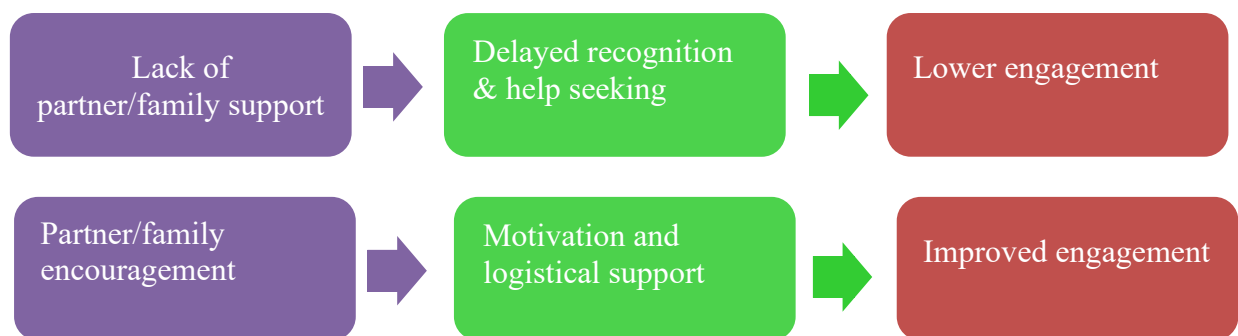 Lack of
partner/family support
Delayed recognition
& help seeking
Lower engagement
Partner/family
encouragement
Motivation and
logistical support
Improved engagement